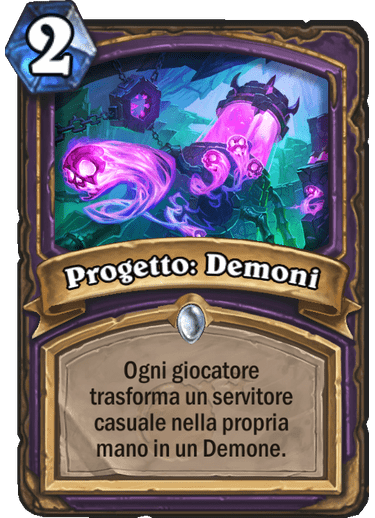 2
Progetto: Demoni
Ogni giocatore
trasforma un servitore
casuale nella propria
mano in un Demone.